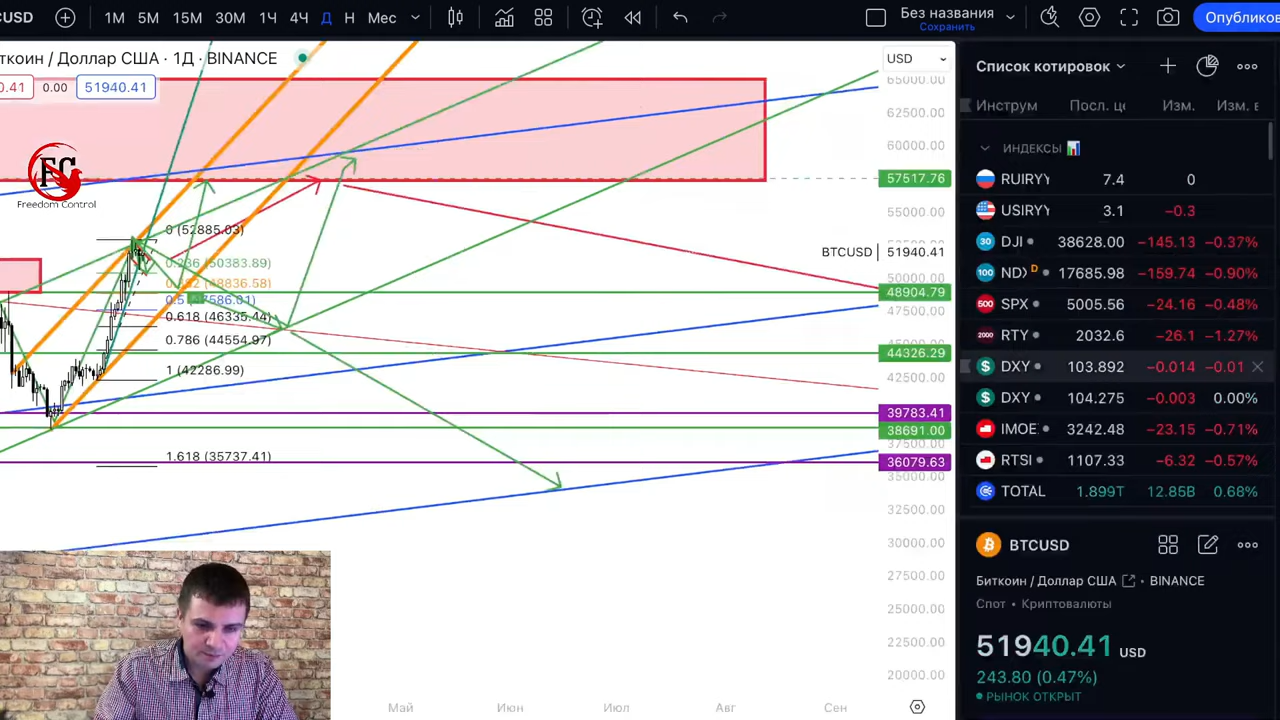 CUSD 1М 5М 15М 30М 1Ч 4Ч Д Н Мес
Без названия
Сохранить
Опубликов
ткоин / Доллар США · 1Д · BINANCE
0.41 0.00 51940.41
FC
Freedom Control
0 (52885.03)
0.236 (50383.89)
0.618 (46335.44)
0.786 (44554.97)
1 (42286.99)
1.618 (35737.41)
USD
65000.00
62500.00
60000.00
57517.76
55000.00
BTCUSD 51940.41
50000.00
48904.79
47500.00
44326.29
42500.00
39783.41
38691.00
37500.00
36079.63
35000.00
32500.00
30000.00
27500.00
25000.00
22500.00
20000.00
Май Июн Июл Авг Сен
Список котировок
Инструм Посл. це Изм. Изм. в
ИНДЕКСЫ
RUIRYY 7.4 0
USIRYY 3.1 −0.3
30 DJI 38628.00 −145.13 −0.37%
100 NDX D 17685.98 −159.74 −0.90%
500 SPX 5005.56 −24.16 −0.48%
2000 RTY 2032.6 −26.1 −1.27%
$ DXY 103.892 −0.014 −0.01
$ DXY 104.275 −0.003 0.00%
IMOE 3242.48 −23.15 −0.71%
RTSI 1107.33 −6.32 −0.57%
TOTAL 1.899T 12.85B 0.68%
BTCUSD
Биткоин / Доллар США · BINANCE
Спот • Криптовалюты
51940.41 USD
243.80 (0.47%)
РЫНОК ОТКРЫТ